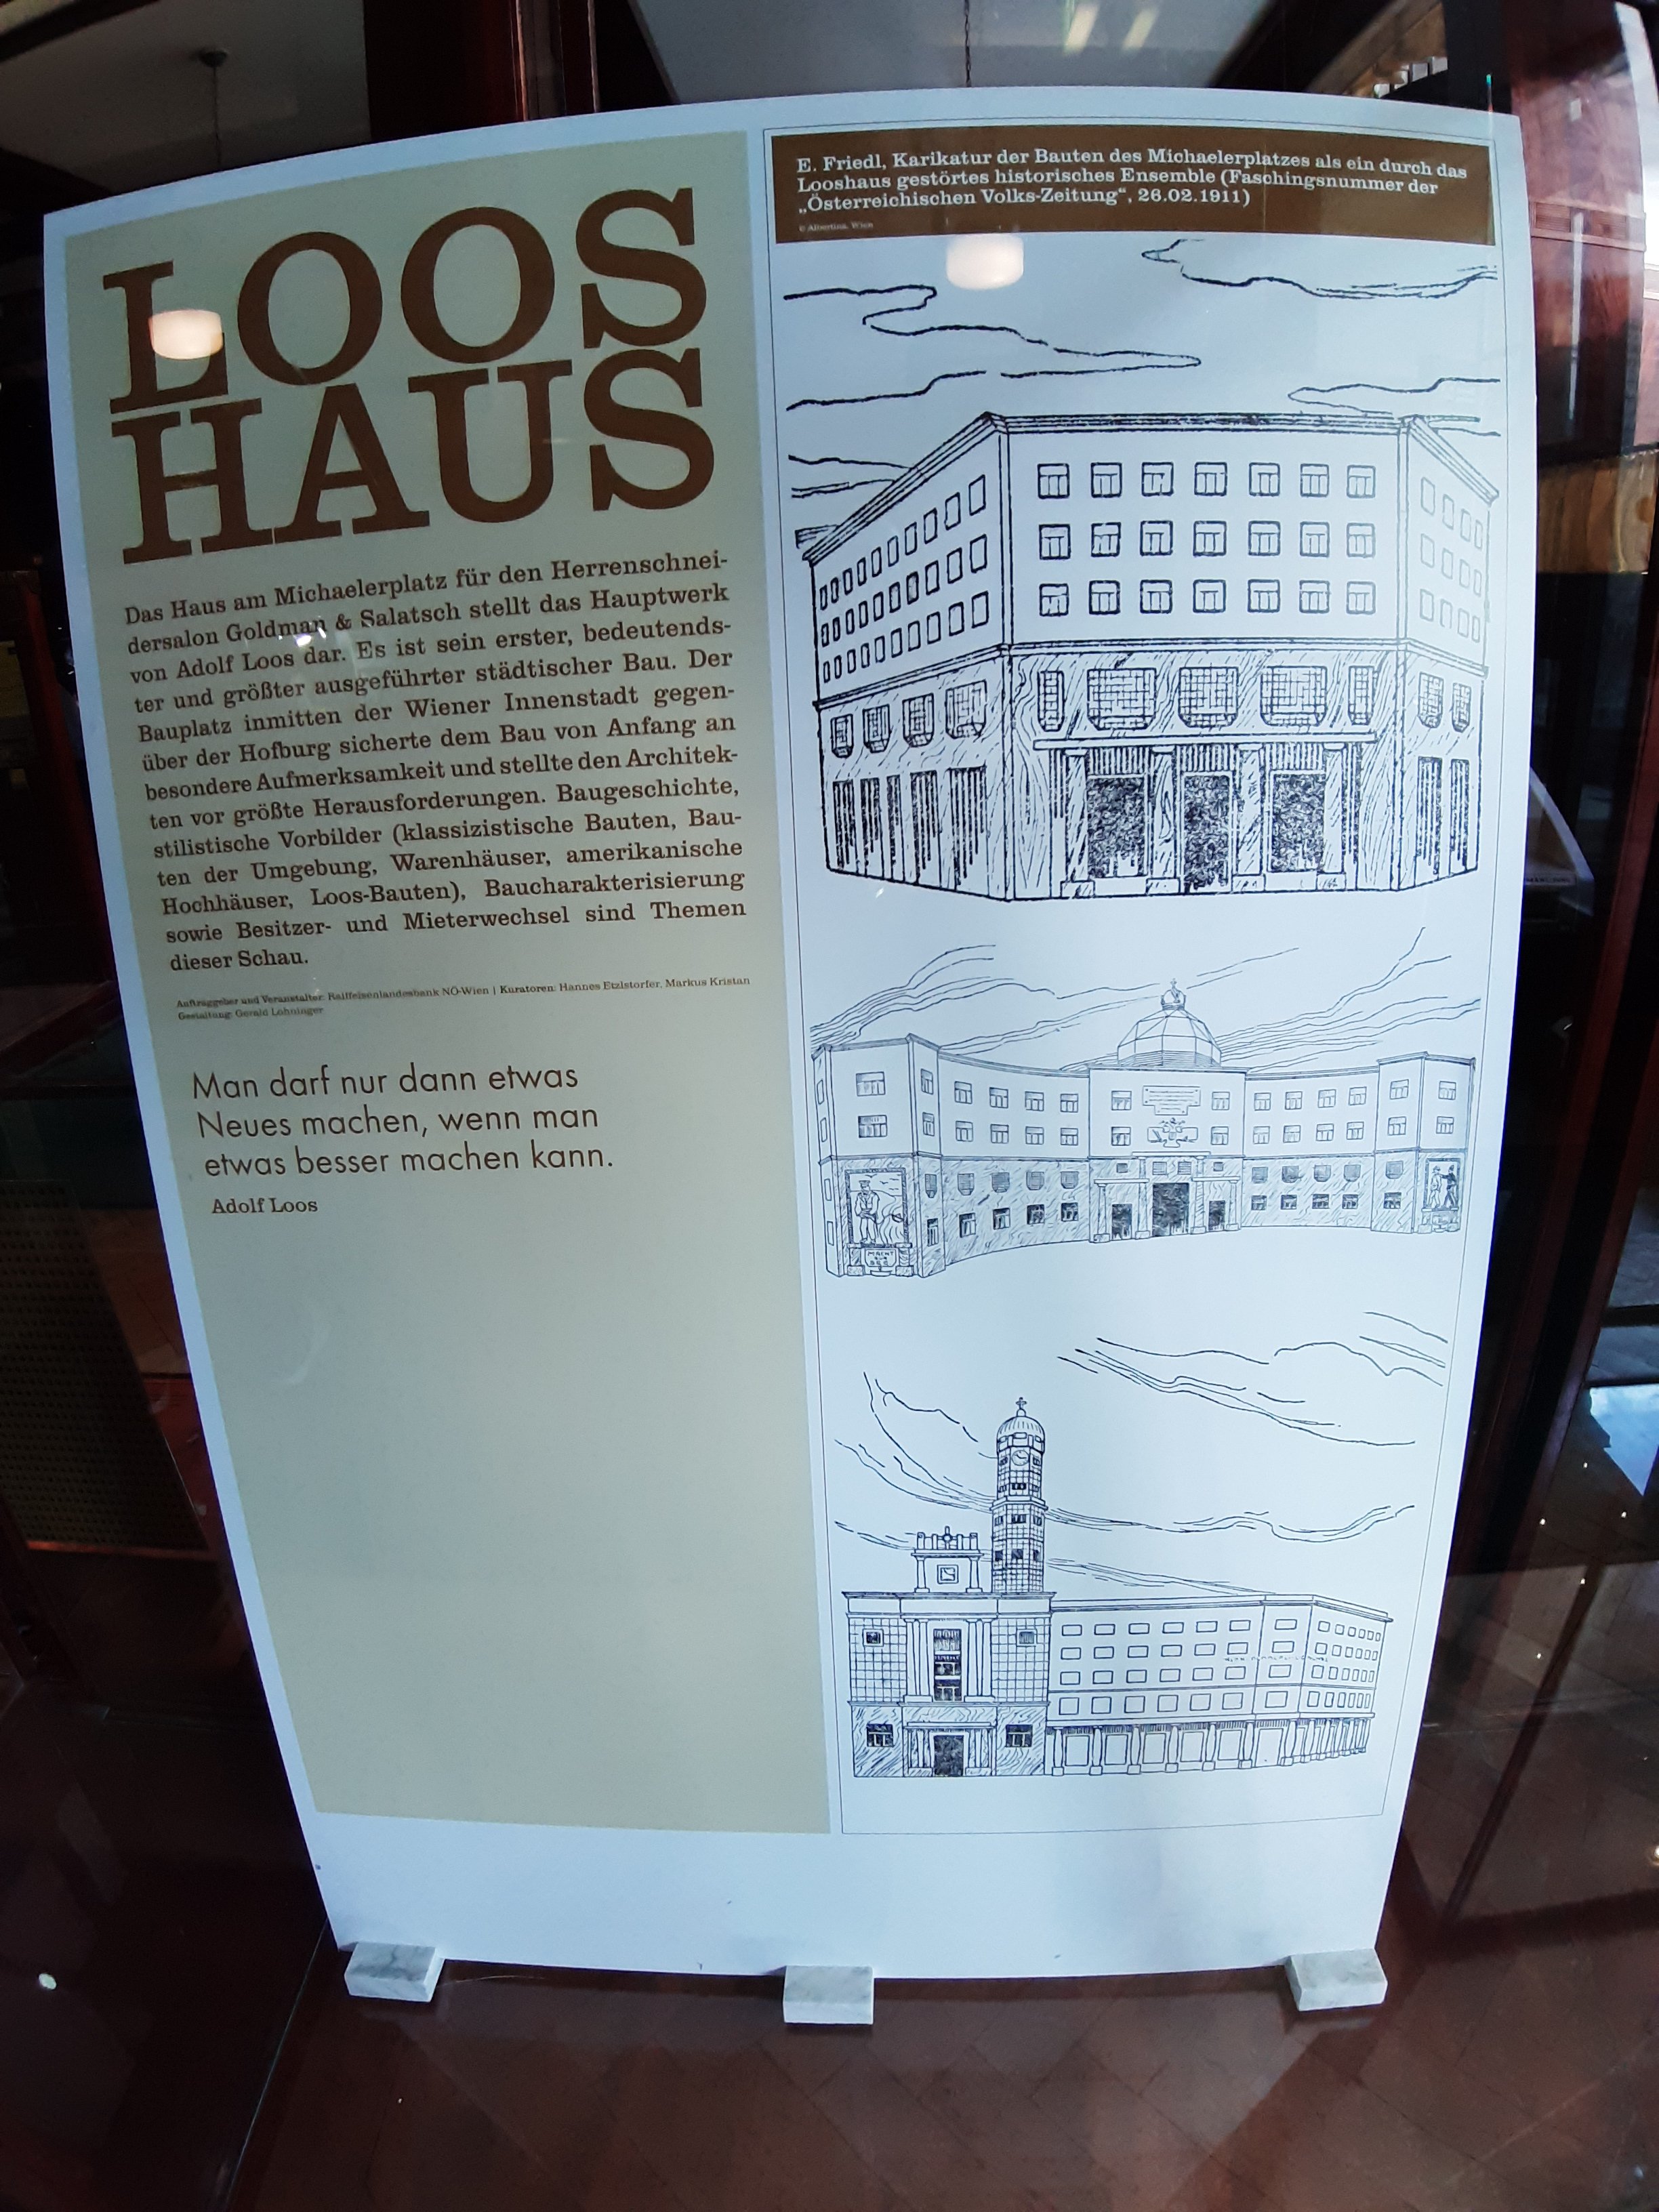 LOOS
HAUS
Das Haus am Michaelerplatz für den Herrenschnei-
dersalon Goldman & Salatsch stellt das Hauptwerk
von Adolf Loos dar. Es ist sein erster, bedeutends-
ter und größter ausgeführter städtischer Bau. Der
Bauplatz inmitten der Wiener Innenstadt gegen-
über der Hofburg sicherte dem Bau von Anfang an
besondere Aufmerksamkeit und stellte den Architek-
ten vor größte Herausforderungen. Baugeschichte,
stilistische Vorbilder (klassizistische Bauten, Bau-
ten der Umgebung, Warenhäuser, amerikanische
Hochhäuser, Loos-Bauten), Baucharakterisierung
sowie Besitzer- und Mieterwechsel sind Themen
dieser Schau.
Auftraggeber und Veranstalter: Raiffeisenlandesbank NÖ-Wien | Kuratoren: Hannes Etzlstorfer, Markus Kristan
Gestaltung: Gerald Lohninger
Man darf nur dann etwas
Neues machen, wenn man
etwas besser machen kann.
Adolf Loos
E. Friedl, Karikatur der Bauten des Michaelerplatzes als ein durch das
Looshaus gestörtes historisches Ensemble (Faschingsnummer der
„Österreichischen Volks-Zeitung“, 26.02.1911)
© Albertina, Wien
MACHT